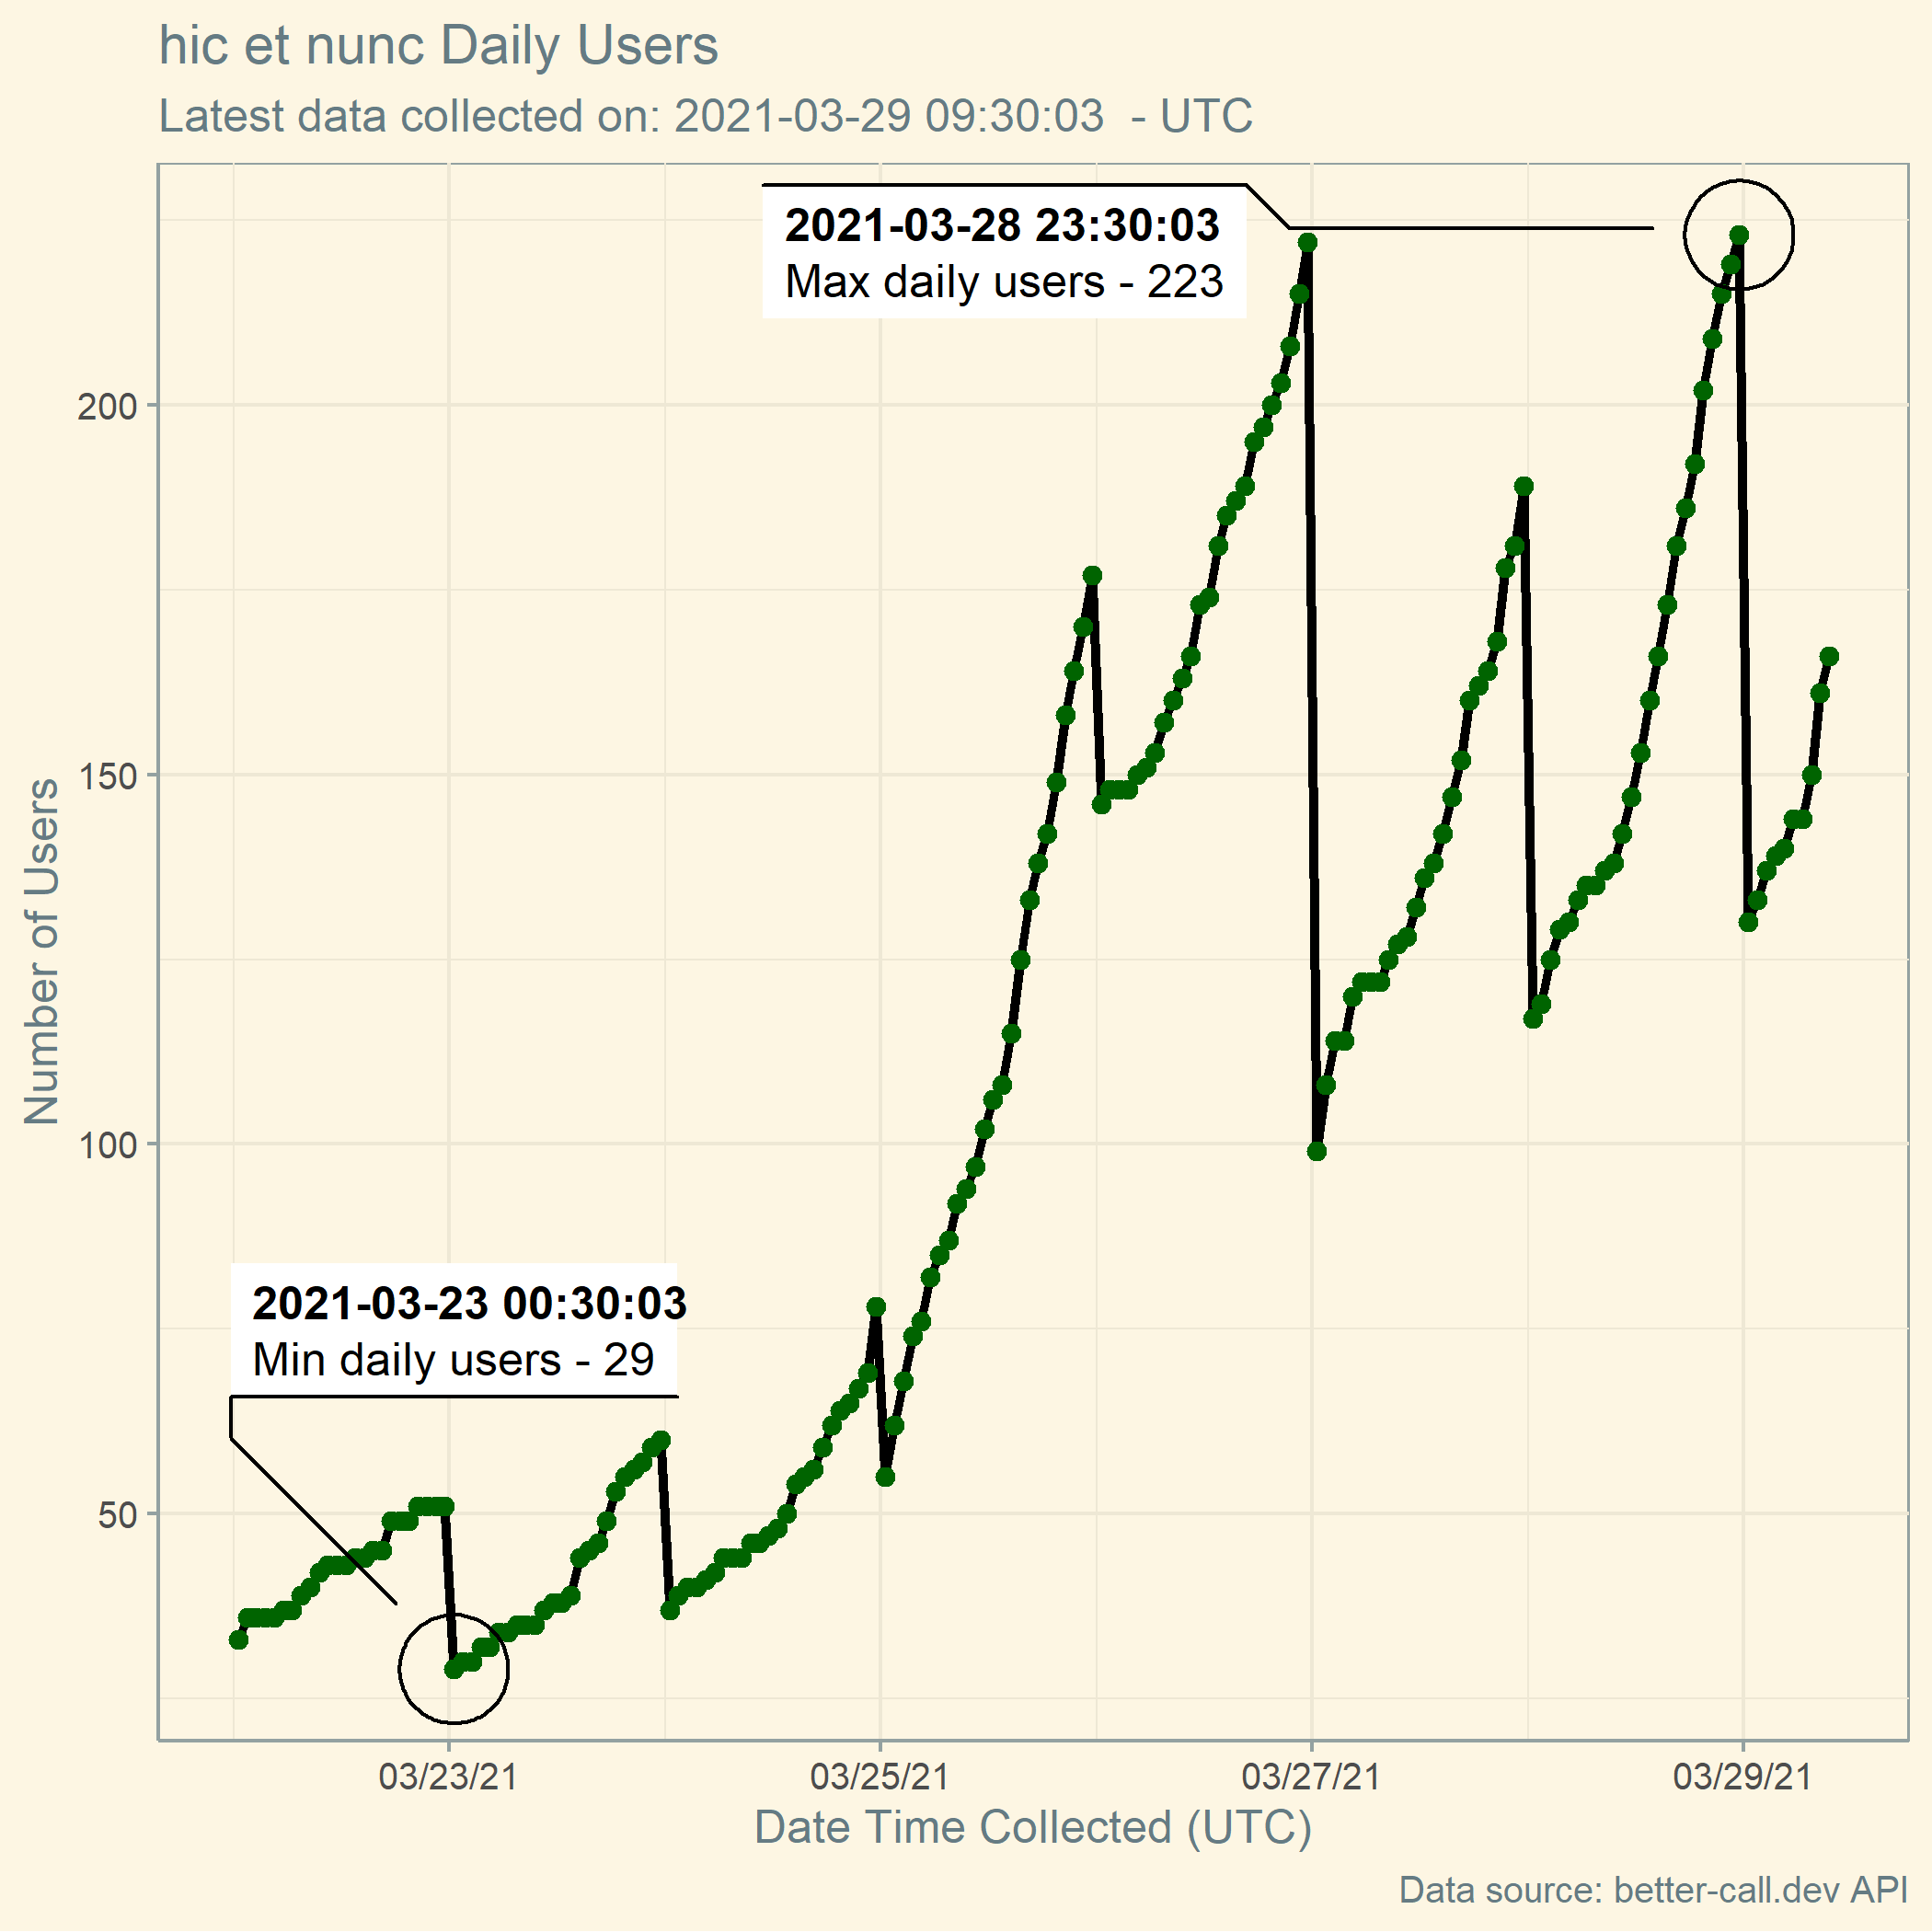 hic et nunc Daily Users
Latest data collected on: 2021-03-29 09:30:03  - UTC
2021-03-28 23:30:03
Max daily users - 223
200
150
100
50
Number of Users
2021-03-23 00:30:03
Min daily users - 29
03/23/21
03/25/21
03/27/21
03/29/21
Date Time Collected (UTC)
Data source: better-call.dev API